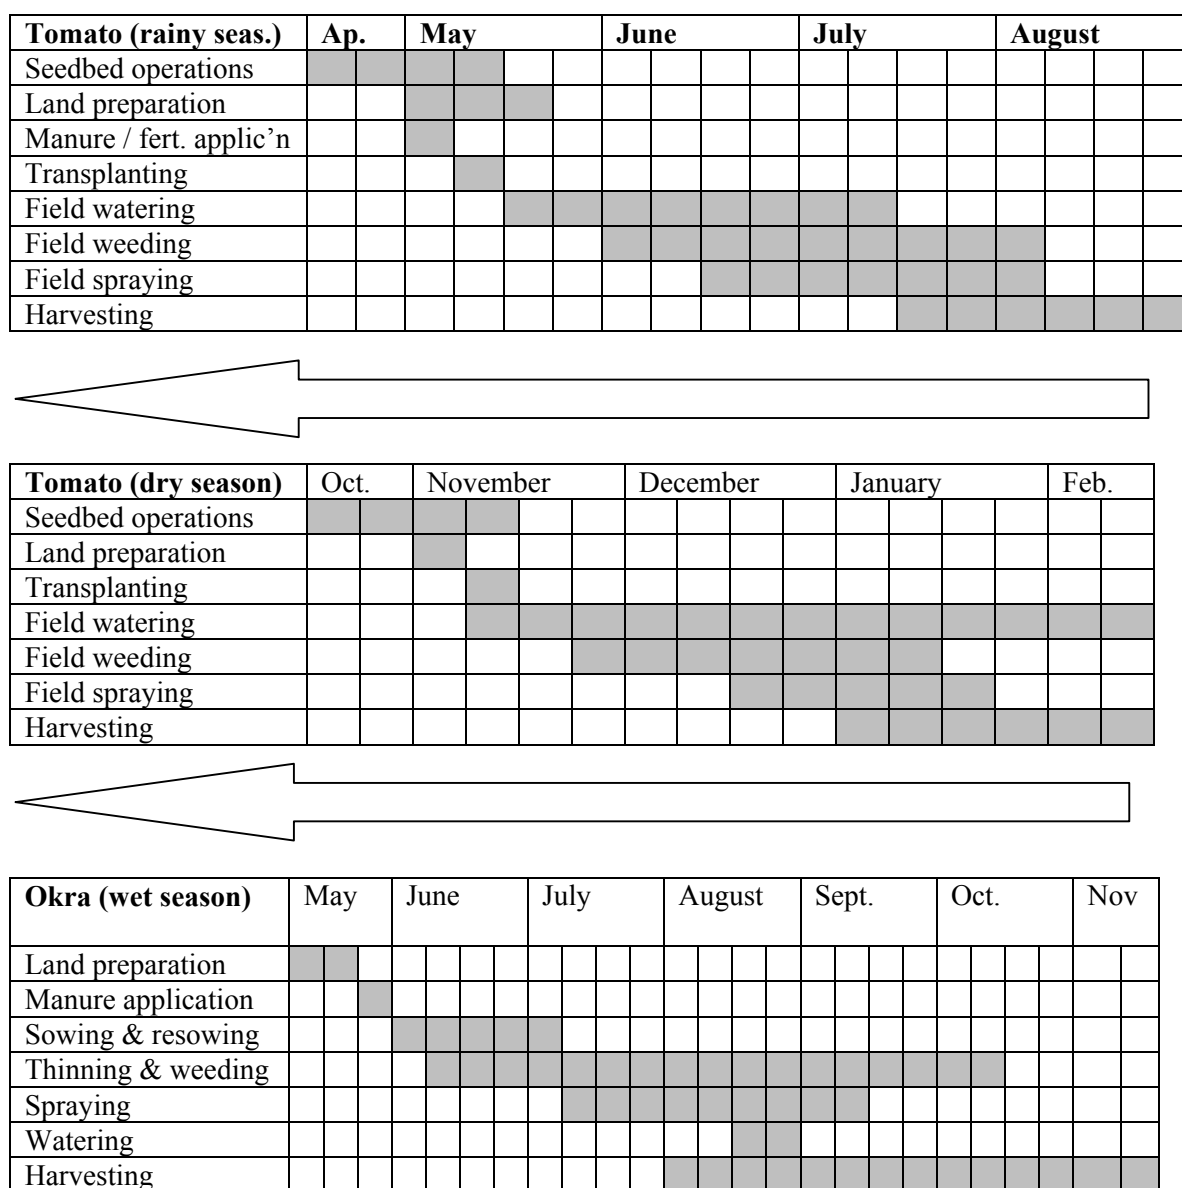 Tomato (rainy seas.) Ap. May June July August
Seedbed operations
Land preparation
Manure / fert. applic’n
Transplanting
Field watering
Field weeding
Field spraying
Harvesting
Tomato (dry season) Oct. November December January Feb.
Seedbed operations
Land preparation
Transplanting
Field watering
Field weeding
Field spraying
Harvesting
Okra (wet season) May June July August Sept. Oct. Nov
Land preparation
Manure application
Sowing & resowing
Thinning & weeding
Spraying
Watering
Harvesting